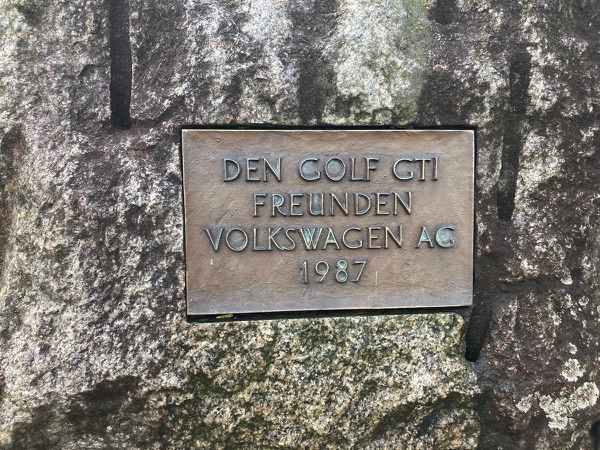 DEN GOLF GTI
FREUNDEN
VOLKSWAGEN AG
1987